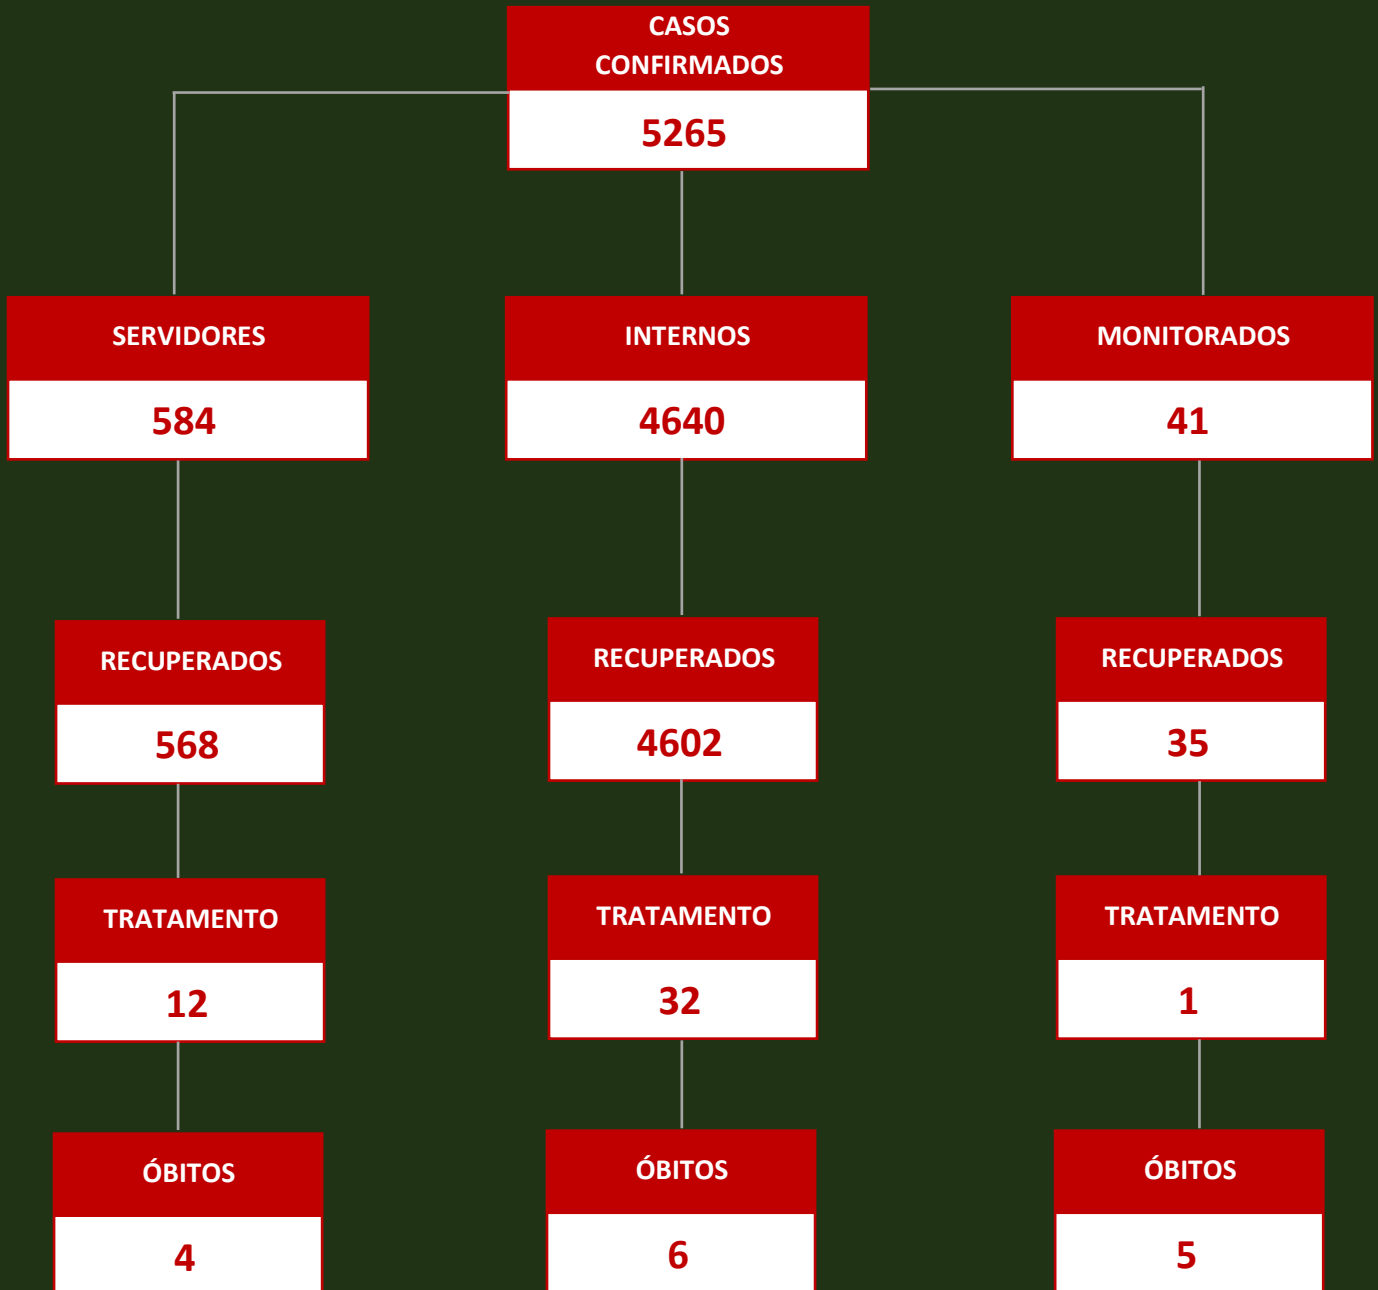 CASOS
CONFIRMADOS
5265
SERVIDORES
INTERNOS
MONITORADOS
584
4640
41
RECUPERADOS
RECUPERADOS
RECUPERADOS
568
4602
35
TRATAMENTO
TRATAMENTO
TRATAMENTO
12
32
1
ÓBITOS
ÓBITOS
ÓBITOS
4
6
5